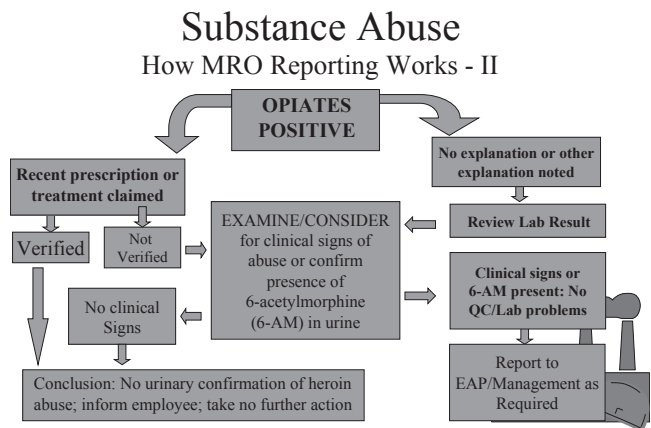 Substance Abuse
How MRO Reporting Works - II
OPIATES
POSITIVE
Recent prescription or
treatment claimed
No explanation or other
explanation noted
Verified
Not
Verified
EXAMINE/CONSIDER
for clinical signs of
abuse or confirm
presence of
6-acetylmorphine
(6-AM) in urine
Review Lab Result
No clinical
Signs
Clinical signs or
6-AM present: No
QC/Lab problems
Conclusion: No urinary confirmation of heroin
abuse; inform employee; take no further action
Report to
EAP/Management as
Required